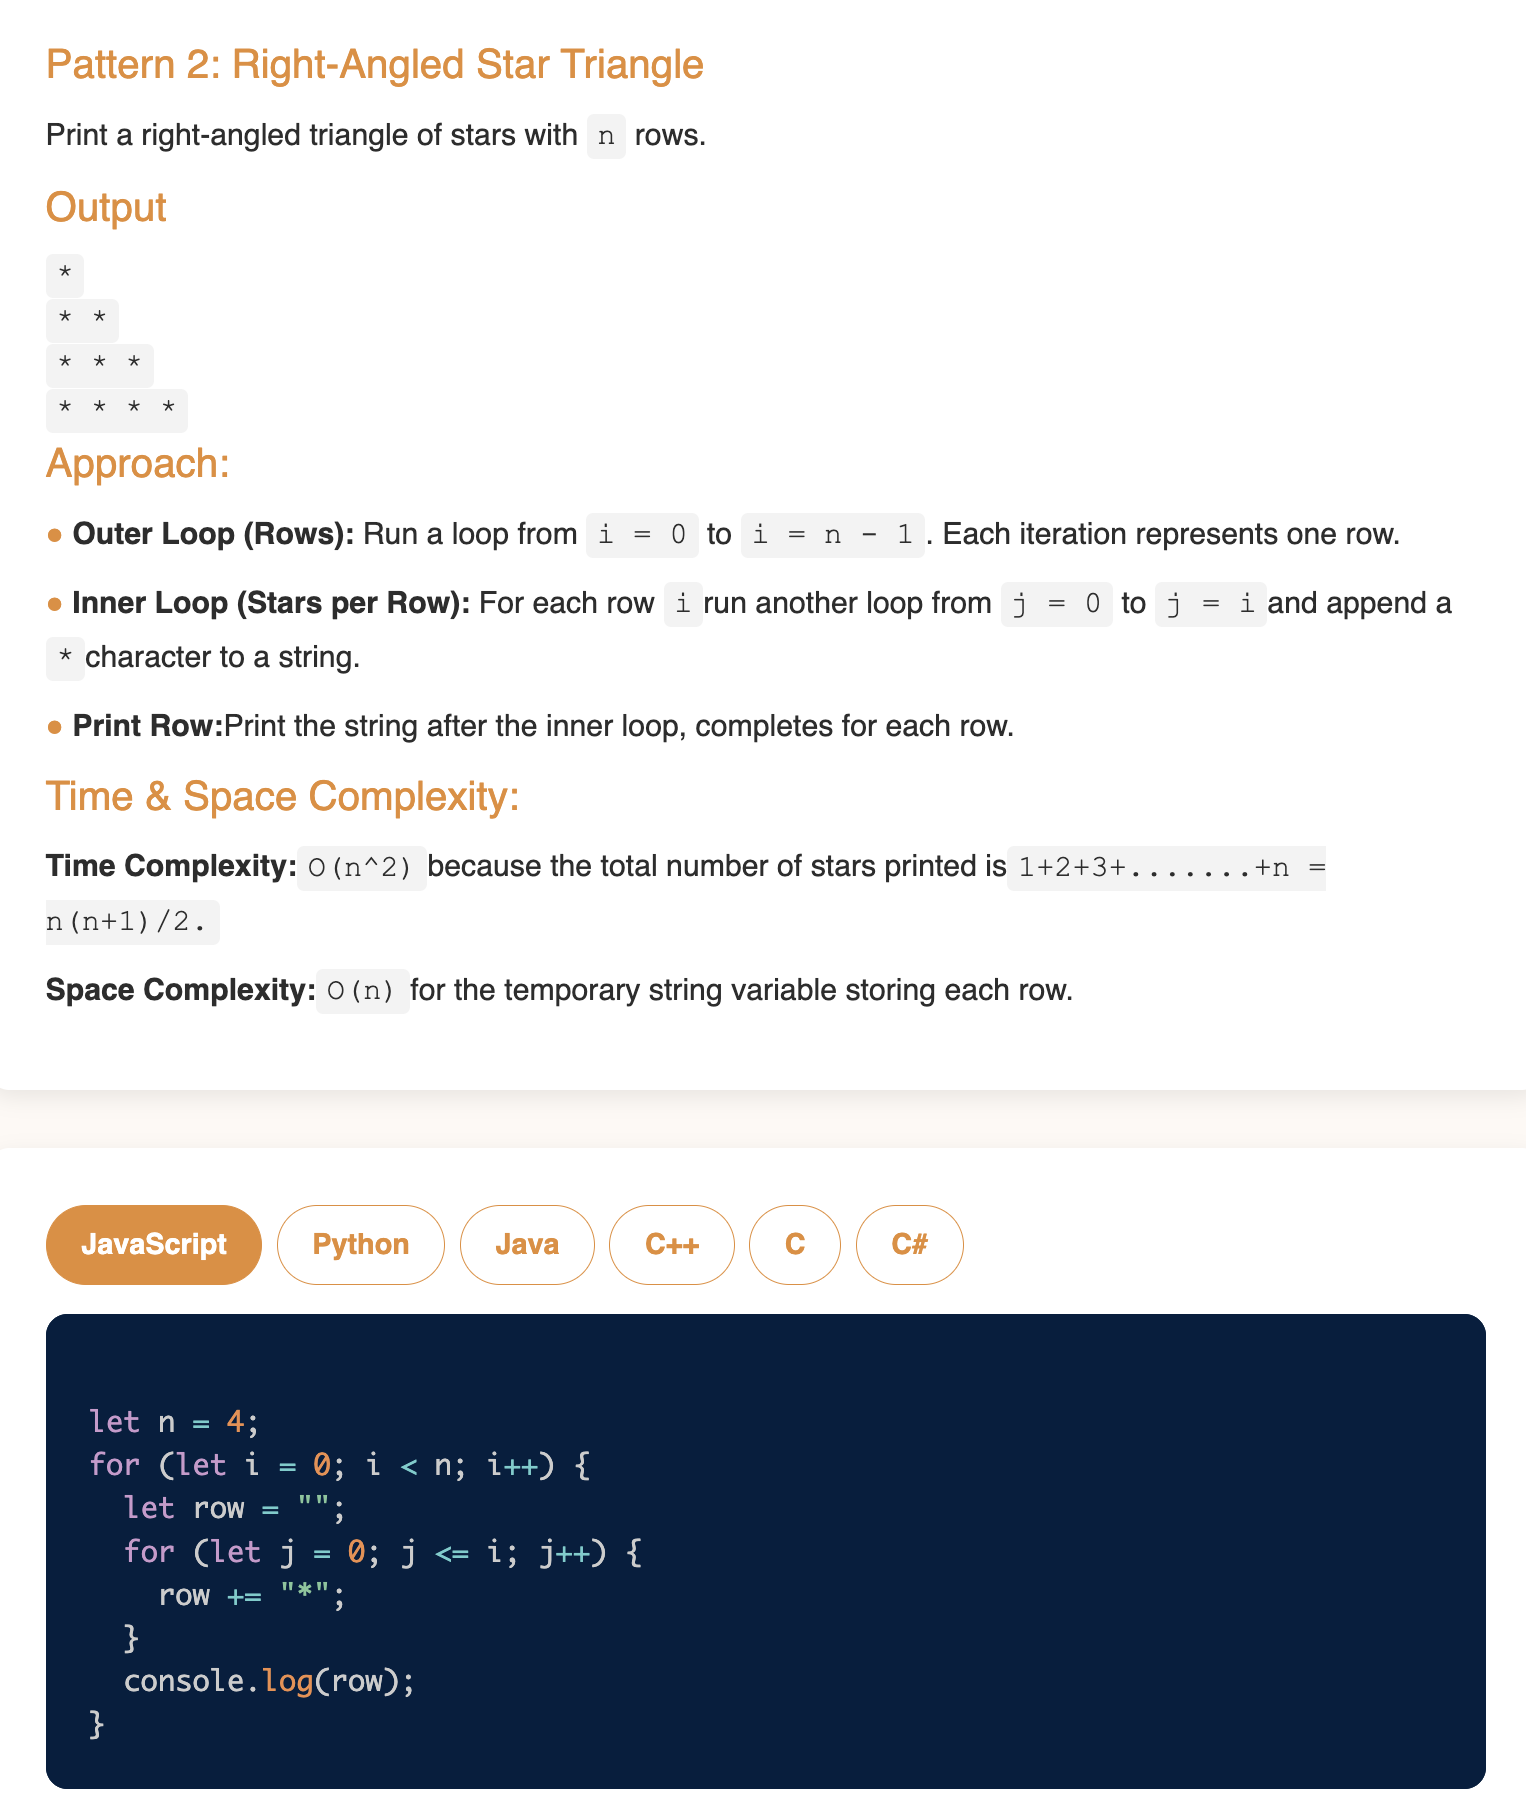 Pattern 2: Right-Angled Star Triangle
Print a right-angled triangle of stars with n rows.
Output
*
* *
* * *
* * * *
Approach:
● Outer Loop (Rows): Run a loop from i = 0 to i = n - 1. Each iteration represents one row.
● Inner Loop (Stars per Row): For each row i run another loop from j = 0 to j = i and append a
* character to a string.
● Print Row:Print the string after the inner loop, completes for each row.
Time & Space Complexity:
Time Complexity: O(n^2) because the total number of stars printed is 1+2+3+.......+n =
n(n+1)/2.
Space Complexity: O(n) for the temporary string variable storing each row.
JavaScript Python Java C++ C C#
let n = 4;
for (let i = 0; i < n; i++) {
  let row = "";
  for (let j = 0; j <= i; j++) {
    row += "*";
  }
  console.log(row);
}